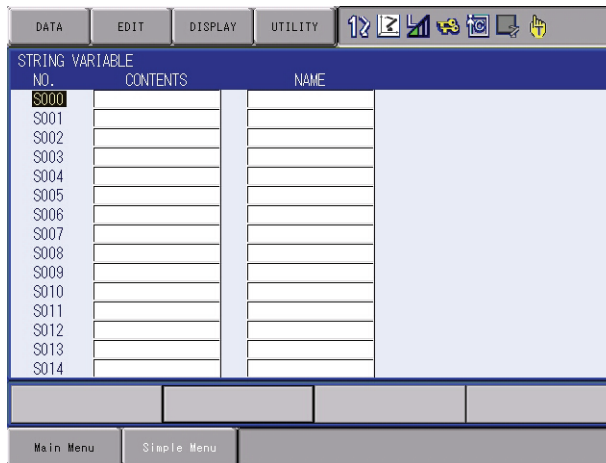 DATA EDIT DISPLAY UTILITY
STRING VARIABLE
NO. CONTENTS NAME
S000
S001
S002
S003
S004
S005
S006
S007
S008
S009
S010
S011
S012
S013
S014
Main Menu Simple Menu